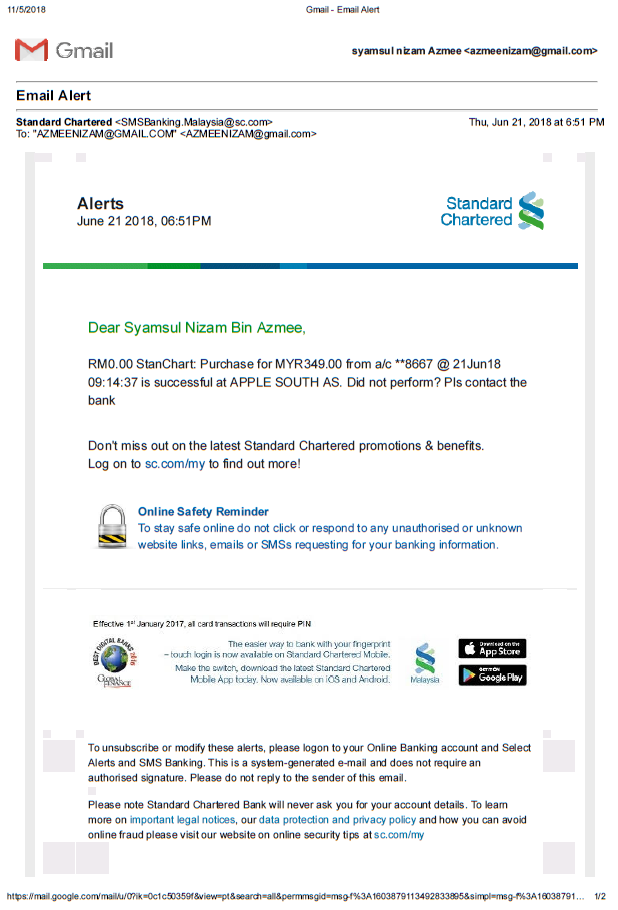 11/5/2018 Gmail - Email Alert
Gmail
syamsul nizam Azmee <azmeenizam@gmail.com>
Email Alert
Standard Chartered <SMSBanking.Malaysia@sc.com> Thu, Jun 21, 2018 at 6:51 PM
To: "AZMEENIZAM@GMAIL.COM" <AZMEENIZAM@gmail.com>
Alerts
June 21 2018, 06:51PM
Standard
Chartered
Dear Syamsul Nizam Bin Azmee,
RM0.00 StanChart: Purchase for MYR349.00 from a/c **8667 @ 21Jun18
09:14:37 is successful at APPLE SOUTH AS. Did not perform? Pls contact the
bank
Don't miss out on the latest Standard Chartered promotions & benefits.
Log on to sc.com/my to find out more!
Online Safety Reminder
To stay safe online do not click or respond to any unauthorised or unknown
website links, emails or SMSs requesting for your banking information.
Effective 1st January 2017, all card transactions will require PIN
BEST DIGITAL BANKS
GLOBAL
FINANCE
The easier way to bank with your fingerprint
– touch login is now available on Standard Chartered Mobile.
Make the switch, download the latest Standard Chartered
Mobile App today. Now available on iOS and Android.
Malaysia
Download on the
App Store
GET IT ON
Google Play
To unsubscribe or modify these alerts, please logon to your Online Banking account and Select
Alerts and SMS Banking. This is a system-generated e-mail and does not require an
authorised signature. Please do not reply to the sender of this email.
Please note Standard Chartered Bank will never ask you for your account details. To learn
more on important legal notices, our data protection and privacy policy and how you can avoid
online fraud please visit our website on online security tips at sc.com/my
https://mail.google.com/mail/u/0?ik=0c1c50359f&view=pt&search=all&permmsgid=msg-f%3A1603879113492833895&simpl=msg-f%3A16038791... 1/2